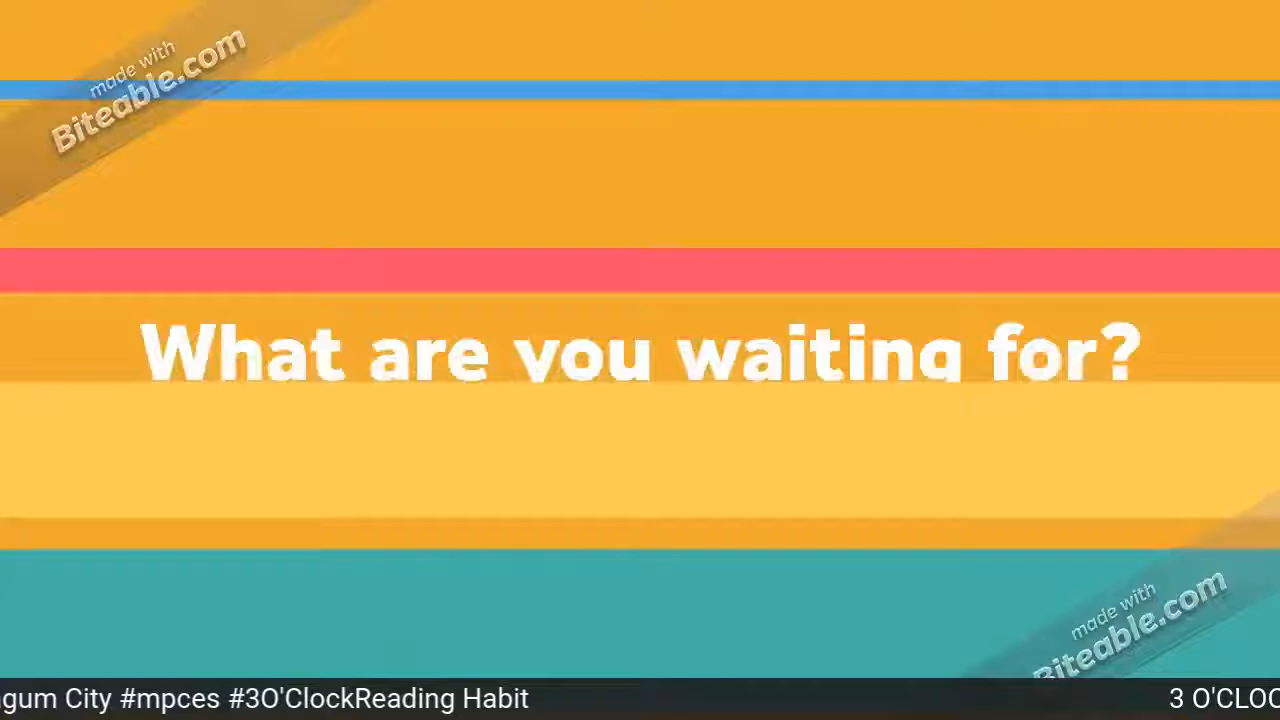 made with
Biteable.com
What are you waiting for?
made with
Biteable.com
gum City #mpces #3O'ClockReading Habit
3 O'CLOC